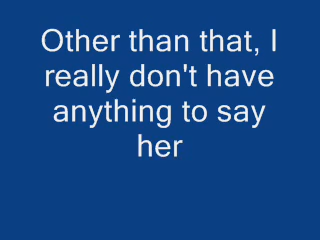 Other than that, I
really don't have
anything to say
her